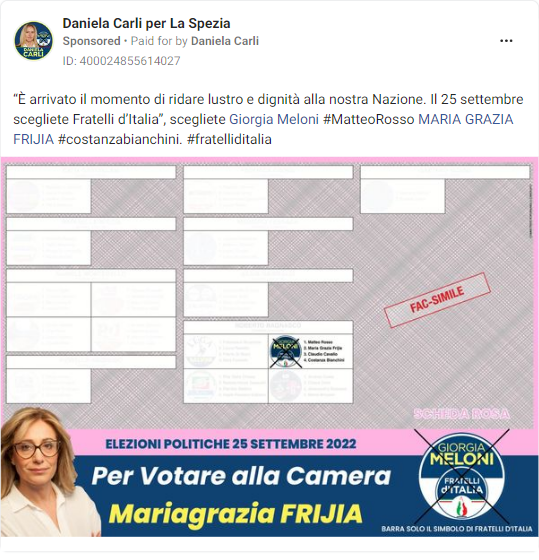 Daniela Carli per La Spezia
Sponsored • Paid for by Daniela Carli
ID: 400024855614027
"È arrivato il momento di ridare lustro e dignità alla nostra Nazione. Il 25 settembre
scegliete Fratelli d'Italia", scegliete Giorgia Meloni #MatteoRosso MARIA GRAZIA
FRIJIA #costanzabianchini. #fratelliditalia
FAC-SIMILE
GIORGIA
MELONI
1. Matteo Rosso
2. Maria Grazia Frijia
3. Claudio Cavallo
4. Costanza Bianchini
SCHEDA ROSA
ELEZIONI POLITICHE 25 SETTEMBRE 2022
Per Votare alla Camera
Mariagrazia FRIJIA
GIORGIA
MELONI
FRATELLI
d'ITALIA
BARRA SOLO IL SIMBOLO DI FRATELLI D'ITALIA